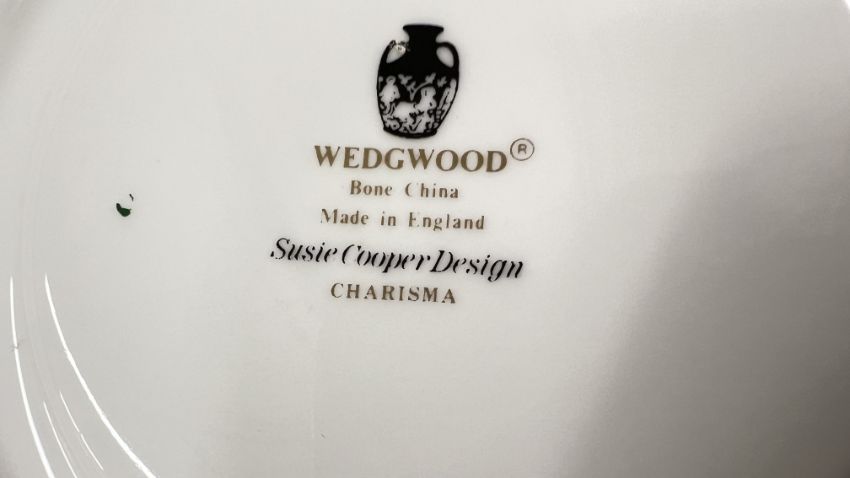 WEDGWOOD®
Bone China
Made in England
Susie Cooper Design
CHARISMA